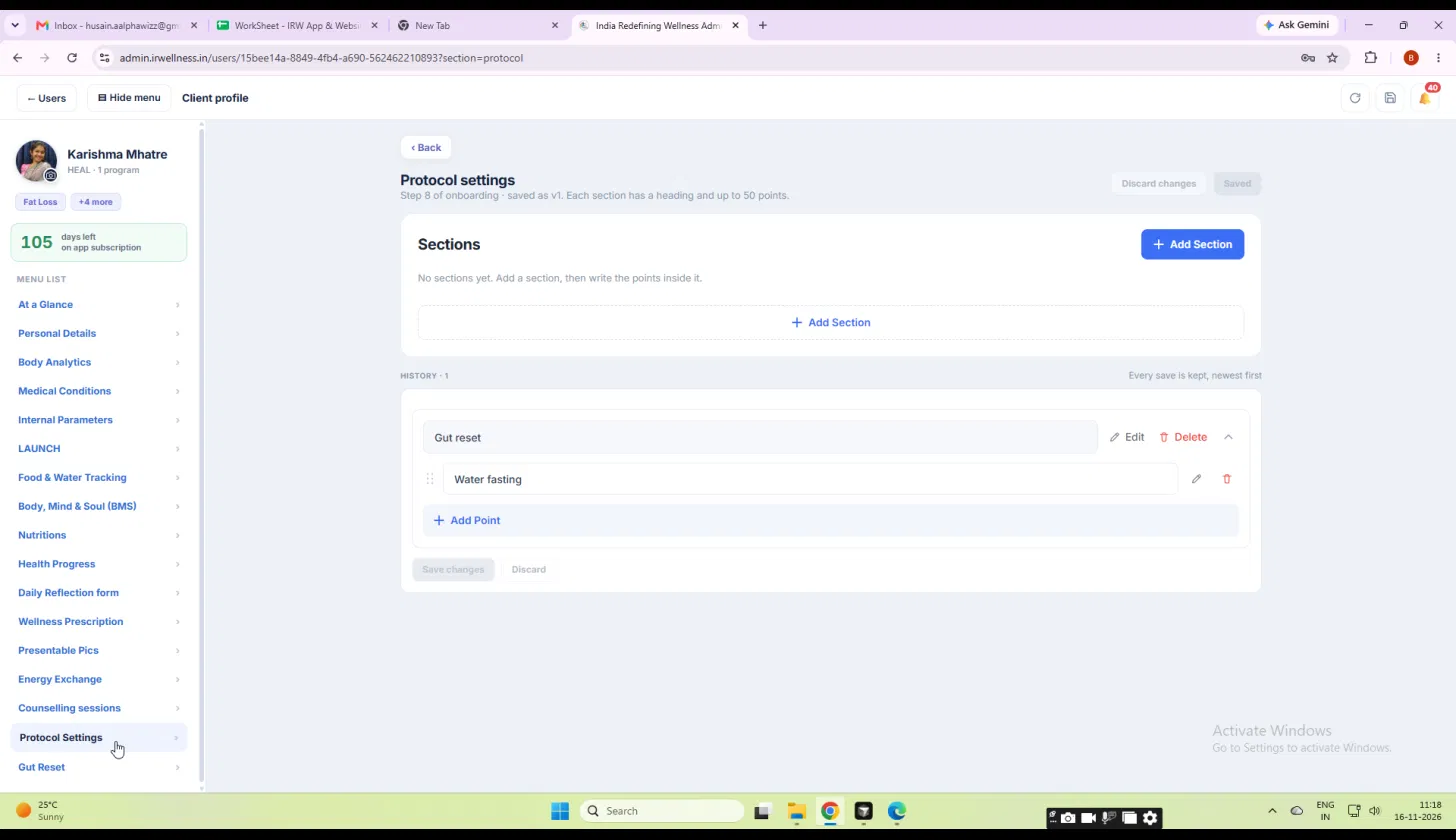 Inbox - husain.aalphawizz@gm
WorkSheet - IRW App & Websi
New Tab
India Redefining Wellness Adm
Ask Gemini
admin.irwellness.in/users/15bee14a-8849-4fb4-a690-562462210893?section=protocol
B
← Users
Hide menu
Client profile
40
Karishma Mhatre
HEAL · 1 program
Fat Loss
+4 more
105 days left
on app subscription
MENU LIST
At a Glance
Personal Details
Body Analytics
Medical Conditions
Internal Parameters
LAUNCH
Food & Water Tracking
Body, Mind & Soul (BMS)
Nutritions
Health Progress
Daily Reflection form
Wellness Prescription
Presentable Pics
Energy Exchange
Counselling sessions
Protocol Settings
Gut Reset
‹ Back
Protocol settings
Step 8 of onboarding · saved as v1. Each section has a heading and up to 50 points.
Discard changes
Saved
Sections
+ Add Section
No sections yet. Add a section, then write the points inside it.
+ Add Section
HISTORY · 1
Every save is kept, newest first
Gut reset
Edit
Delete
Water fasting
+ Add Point
Save changes
Discard
Activate Windows
Go to Settings to activate Windows.
25°C
Sunny
Search
ENG
IN
11:18
16-11-2026